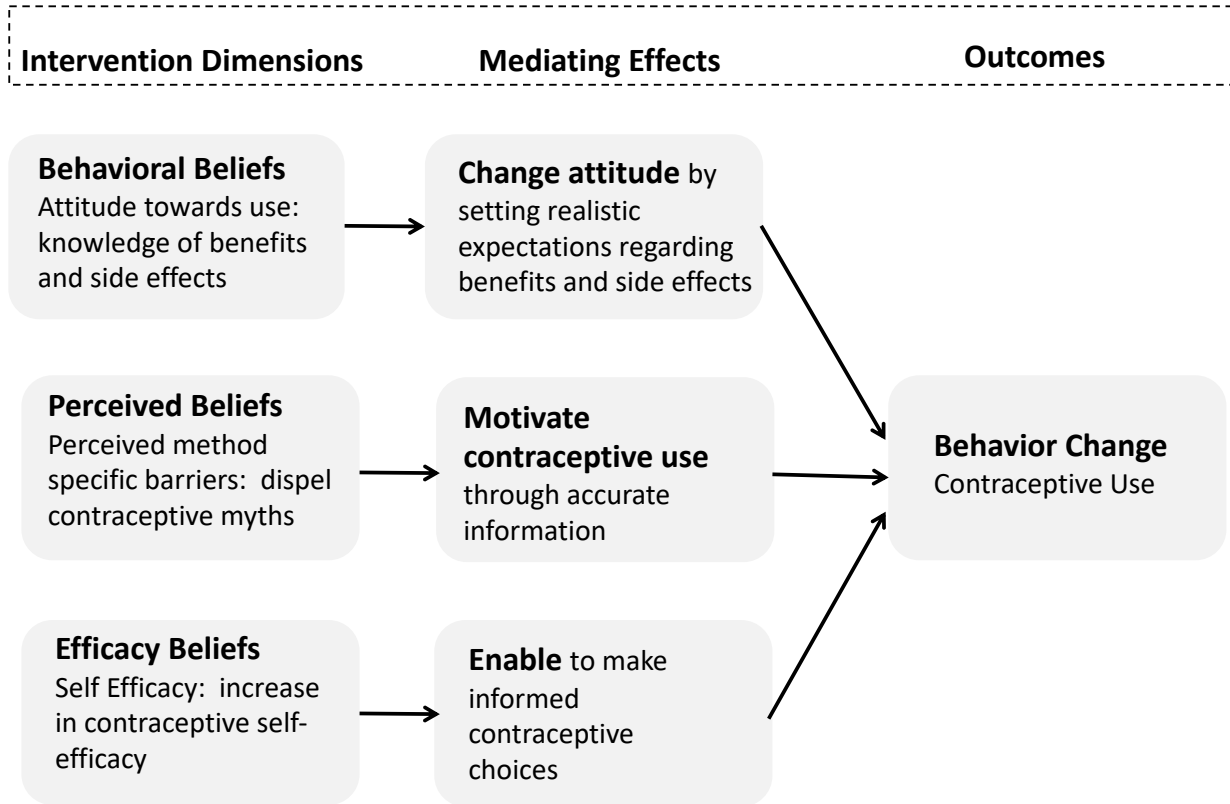 Intervention Dimensions
Mediating Effects
Outcomes
Behavioral Beliefs
Attitude towards use:
knowledge of benefits
and side effects
Change attitude by
setting realistic
expectations regarding
benefits and side effects
Perceived Beliefs
Perceived method
specific barriers:  dispel
contraceptive myths
Motivate
contraceptive use
through accurate
information
Behavior Change
Contraceptive Use
Efficacy Beliefs
Self Efficacy:  increase
in contraceptive self-
efficacy
Enable to make
informed
contraceptive
choices